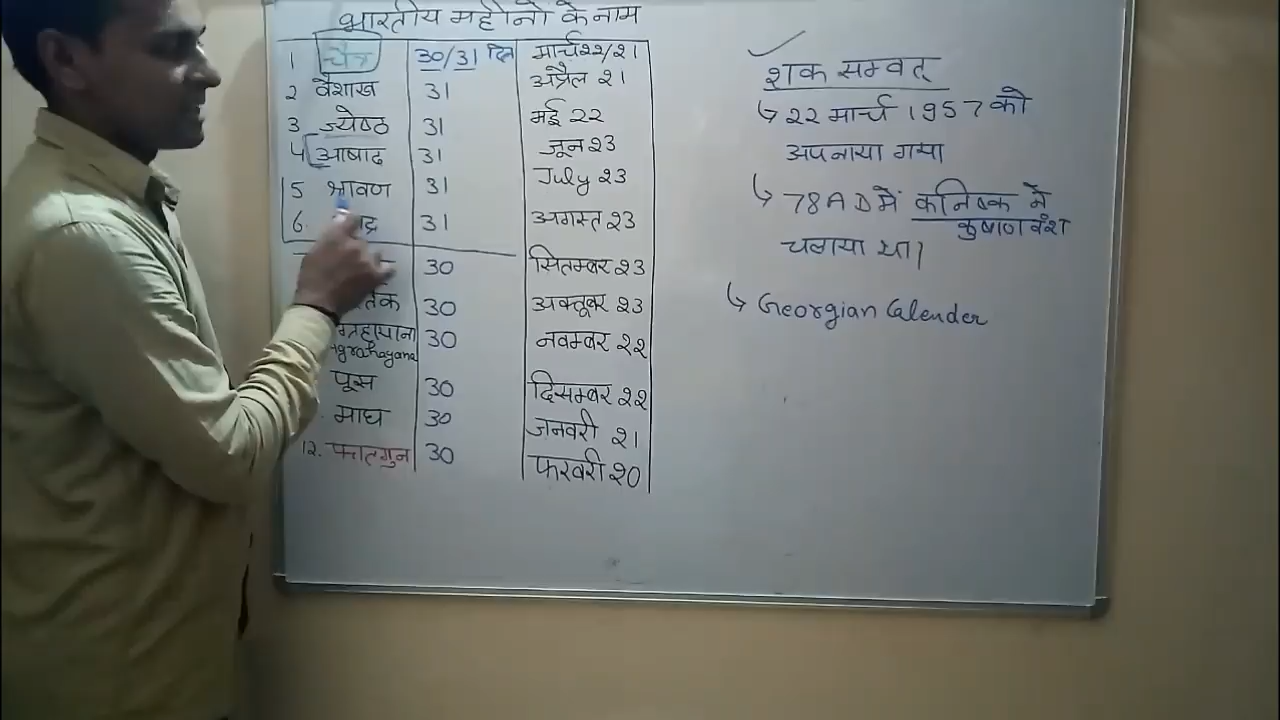 भारतीय महीनो के नाम
1 चैत्र 30/31 दिन मार्च 22/21
2 वैशाख 31 अप्रैल 21
3 ज्येष्ठ 31 मई 22
4 आषाढ 31 जून 23
5 श्रावण 31 July 23
6. 31 अगस्त 23
30 सितम्बर 23
30 अक्तूबर 23
30 नवम्बर 22
पूस 30 दिसम्बर 22
माघ 30 जनवरी 21
12. फाल्गुन 30 फरवरी 20
शक सम्वत्
22 मार्च 1957 को
अपनाया गया
78 AD में कनिष्क ने
कुषाण वंश
चलाया था।
Georgian Calender